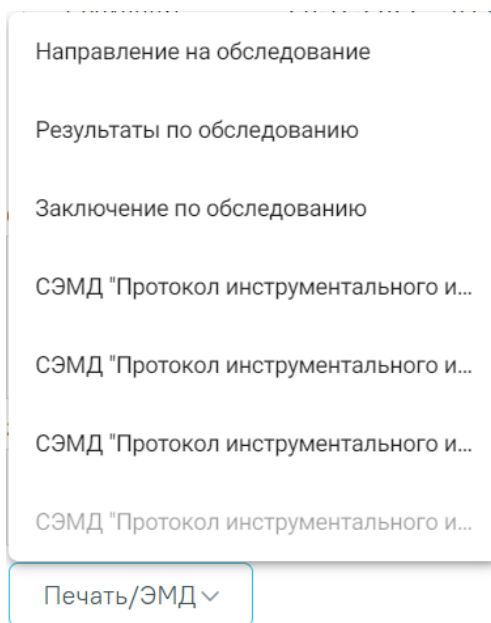 Направление на обследование
Результаты по обследованию
Заключение по обследованию
СЭМД "Протокол инструментального и...
СЭМД "Протокол инструментального и...
СЭМД "Протокол инструментального и...
СЭМД "Протокол инструментального и...
Печать/ЭМД